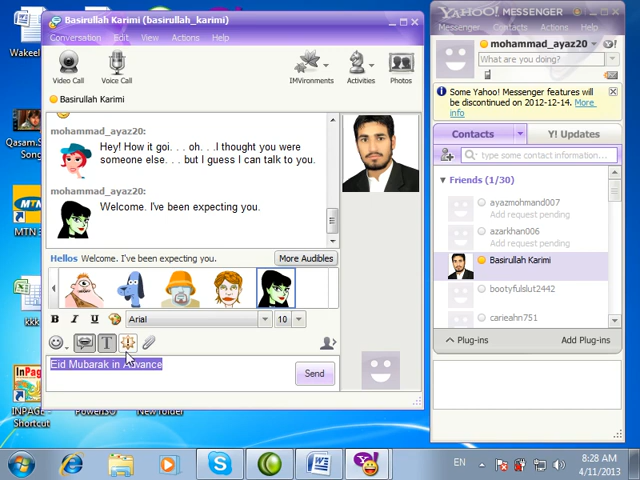 Basirullah Karimi (basirullah_karimi)
Conversation Edit View Actions Help
Video Call Voice Call IMVironments Activities Photos
Basirullah Karimi
mohammad_ayaz20:
Hey! How it goi. . . oh. . .I thought you were
someone else. . . but I guess I can talk to you.
mohammad_ayaz20:
Welcome. I've been expecting you.
Hellos Welcome. I've been expecting you.
More Audibles
B I U Arial 10
Eid Mubarak in Advance
Send
YAHOO! MESSENGER
Messenger Contacts Actions Help
mohammad_ayaz20
What are you doing?
Some Yahoo! Messenger features will
be discontinued on 2012-12-14. More
info
Contacts Y! Updates
type some contact information...
Friends (1/30)
ayazmohmand007
Add request pending
azarkhan006
Add request pending
Basirullah Karimi
bootyfulslut2442
carieahn751
Plug-ins Add Plug-ins
Wakeel
Qasam.S
Song
MTN
MTN 3
kkk
InPag
INPAGE -
Shortcut
PowerISO
New folder
EN
8:28 AM
4/11/2013